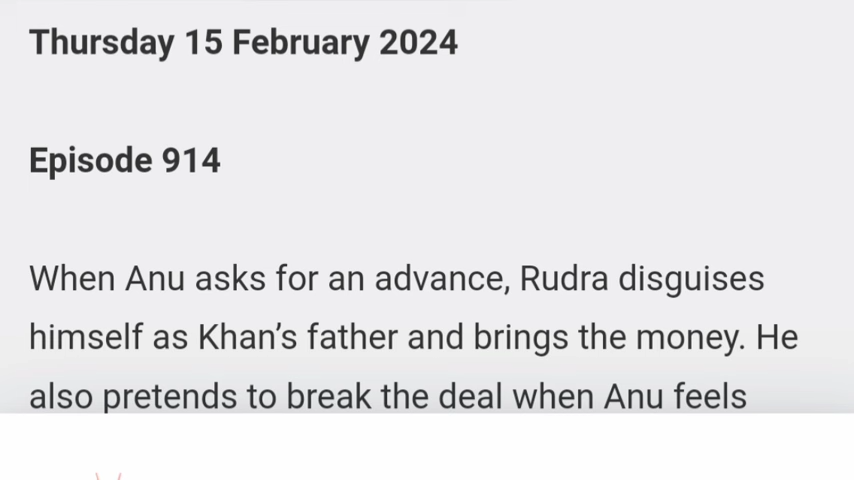 Thursday 15 February 2024
Episode 914
When Anu asks for an advance, Rudra disguises
himself as Khan’s father and brings the money. He
also pretends to break the deal when Anu feels